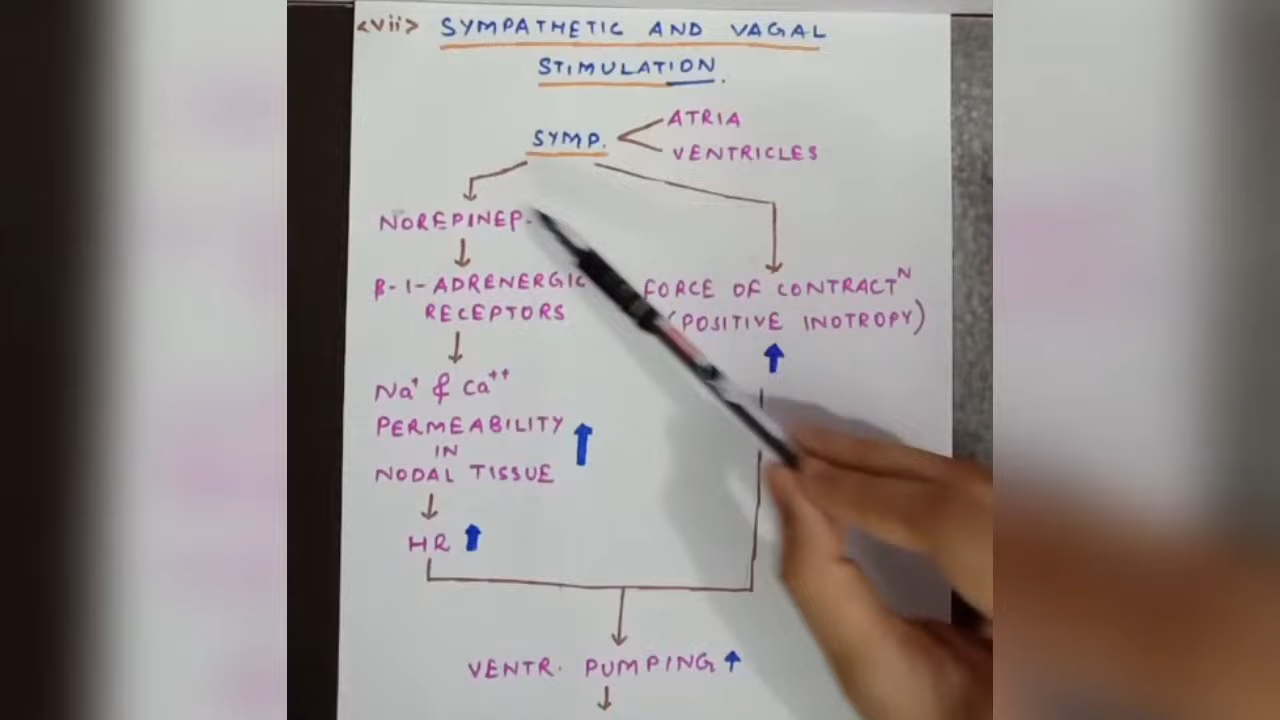 <vii> SYMPATHETIC AND VAGAL
STIMULATION.
SYMP.
ATRIA
VENTRICLES
NOREPINEP.
β-1-ADRENERGIC
RECEPTORS
Na⁺ & Ca⁺⁺
PERMEABILITY
IN
NODAL TISSUE
HR
FORCE OF CONTRACTᴺ
(POSITIVE INOTROPY)
VENTR. PUMPING